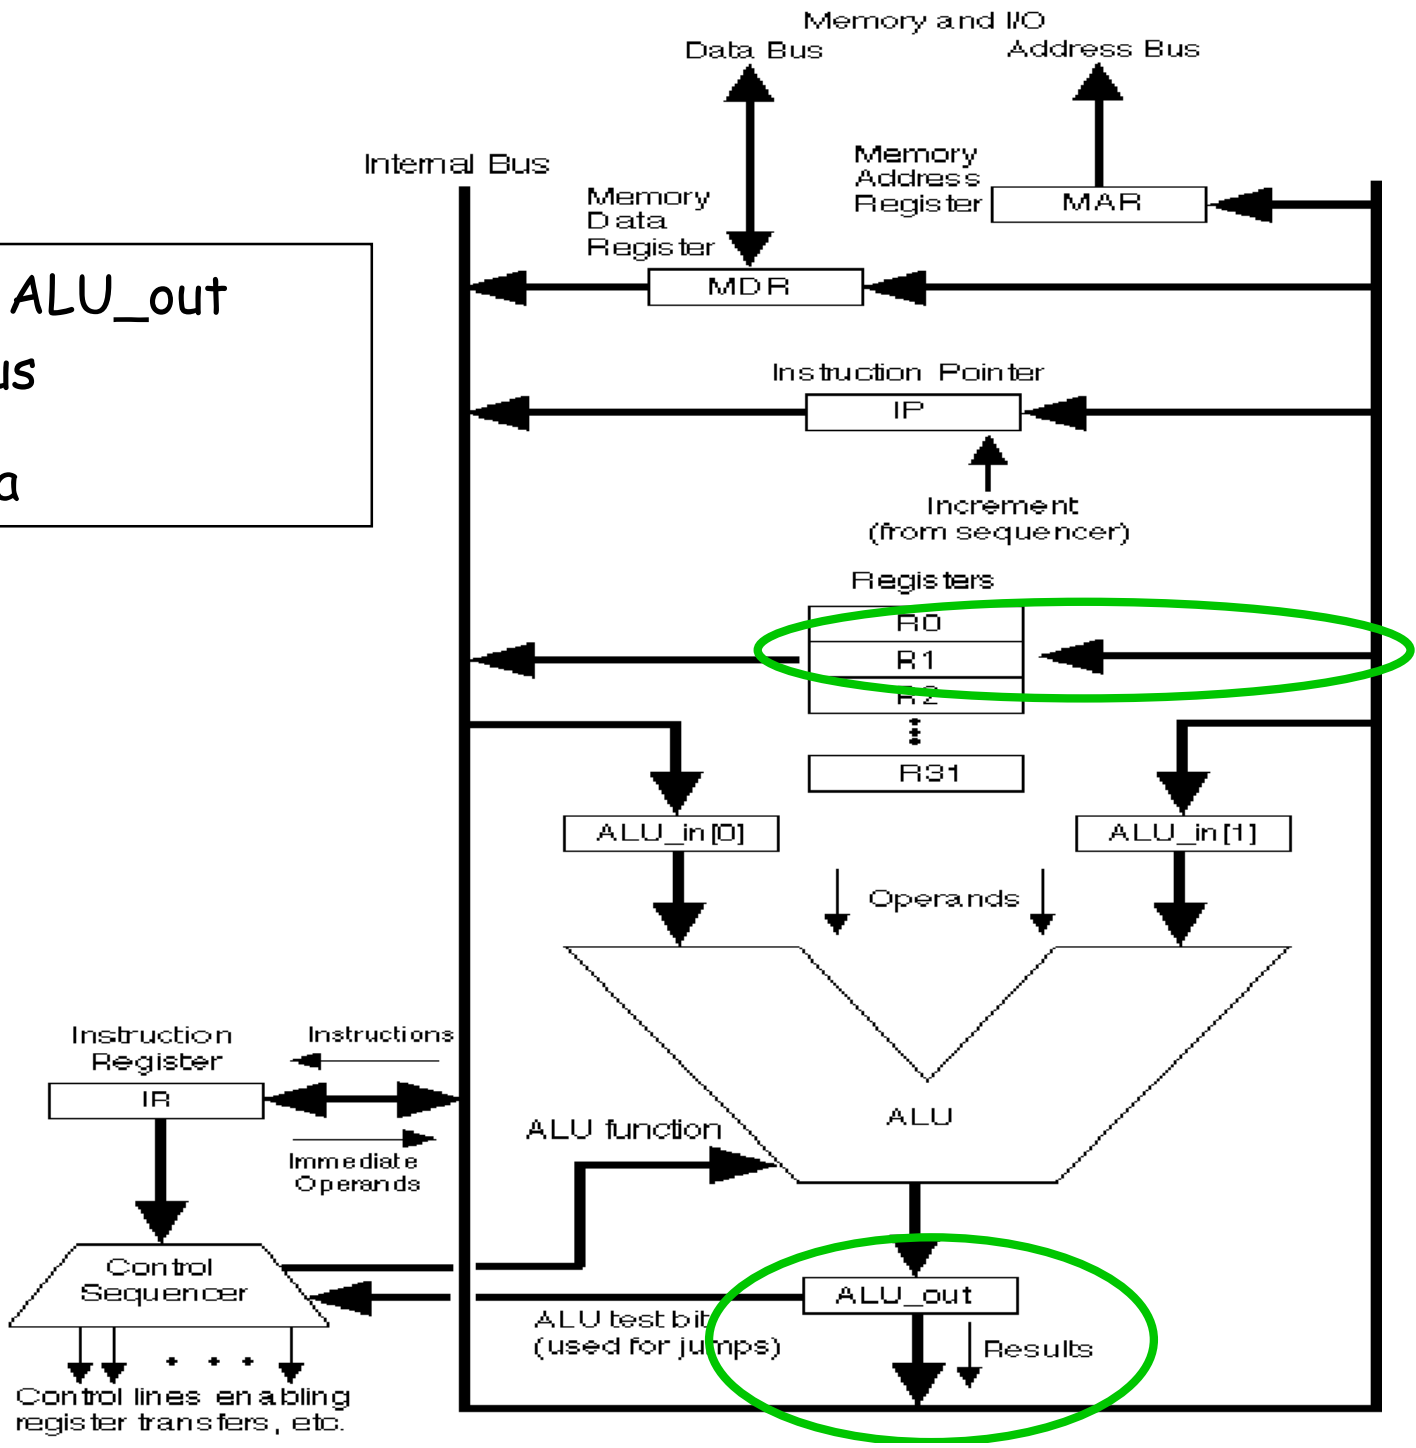 Memory and I/O
Data Bus
Address Bus
Internal Bus
Memory
Address
Register
MAR
Memory
Data
Register
MDR
ALU_out
Instruction Pointer
IP
Increment
(from sequencer)
Registers
R0
R1
R2
R31
ALU_in[0]
ALU_in[1]
Operands
Instruction
Register
Instructions
IR
Immediate
Operands
ALU function
ALU
Control
Sequencer
ALU_out
ALU test bit
(used for jumps)
Results
Control lines enabling
register transfers, etc.